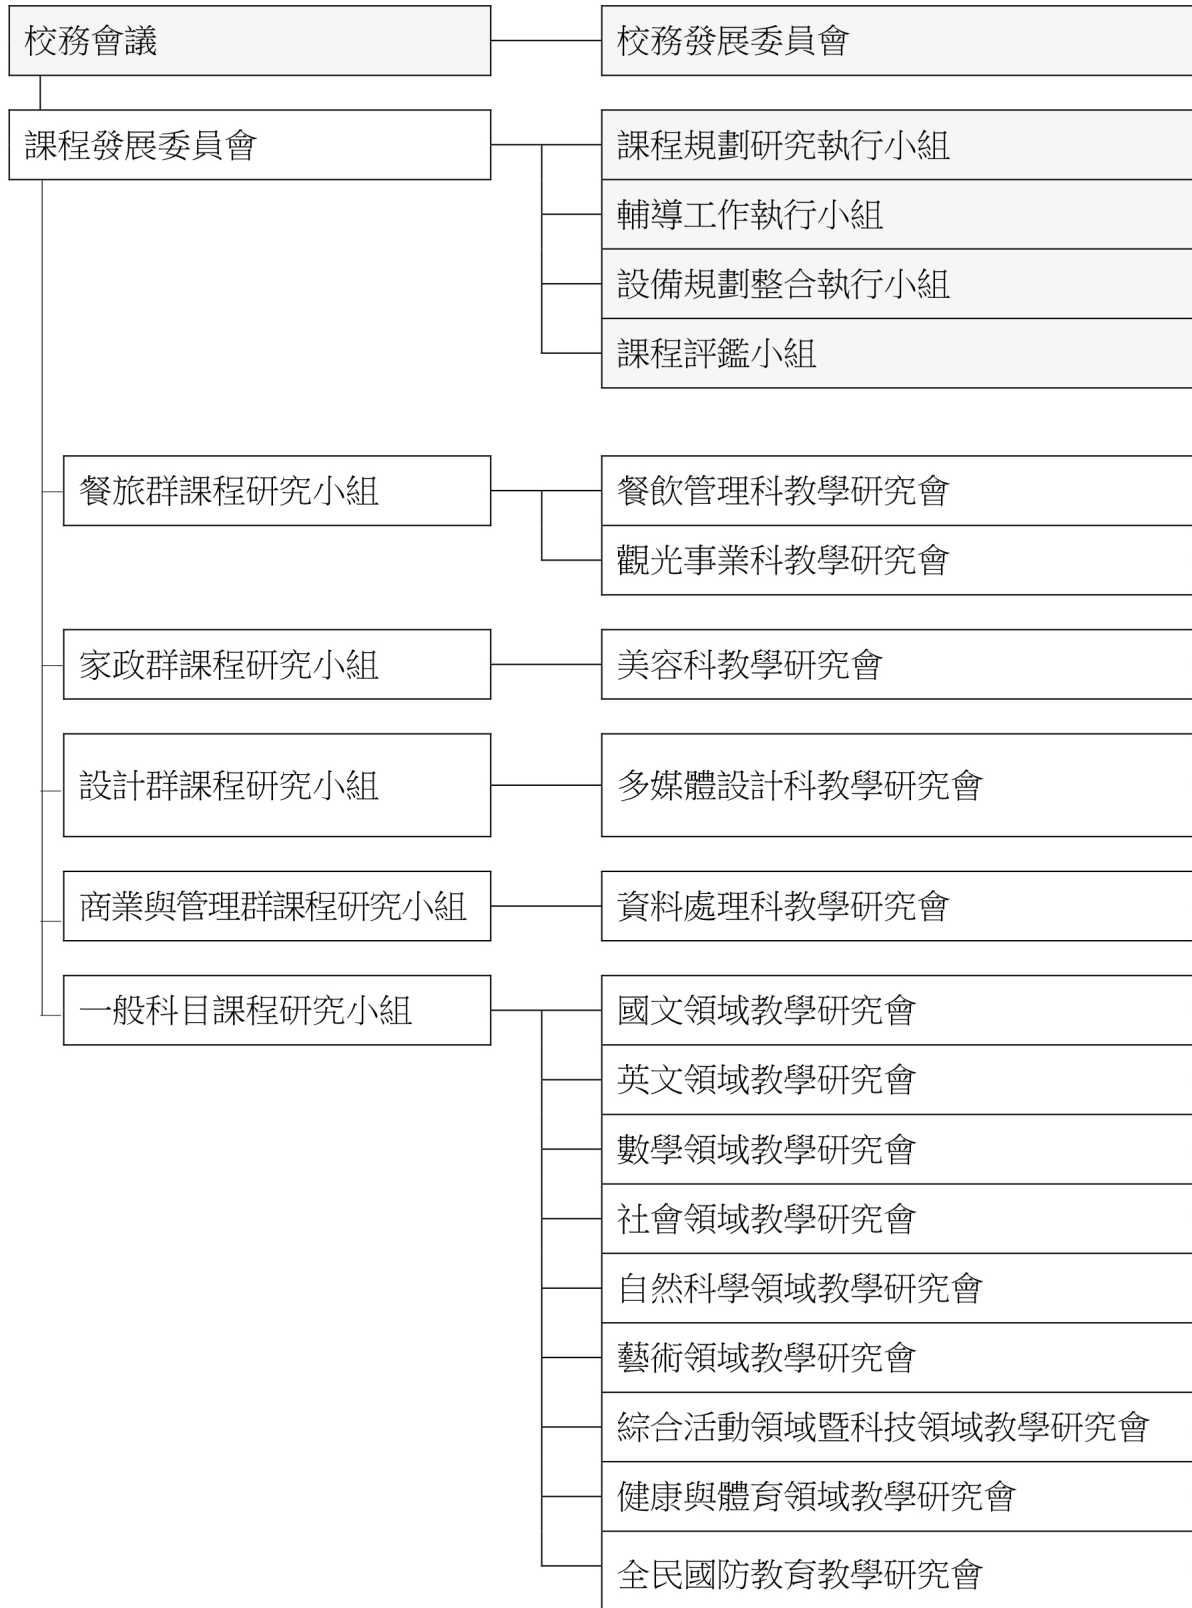 校務會議
校務發展委員會
課程發展委員會
課程規劃研究執行小組
輔導工作執行小組
設備規劃整合執行小組
課程評鑑小組
餐旅群課程研究小組
餐飲管理科教學研究會
觀光事業科教學研究會
家政群課程研究小組
美容科教學研究會
設計群課程研究小組
多媒體設計科教學研究會
商業與管理群課程研究小組
資料處理科教學研究會
一般科目課程研究小組
國文領域教學研究會
英文領域教學研究會
數學領域教學研究會
社會領域教學研究會
自然科學領域教學研究會
藝術領域教學研究會
綜合活動領域暨科技領域教學研究會
健康與體育領域教學研究會
全民國防教育教學研究會